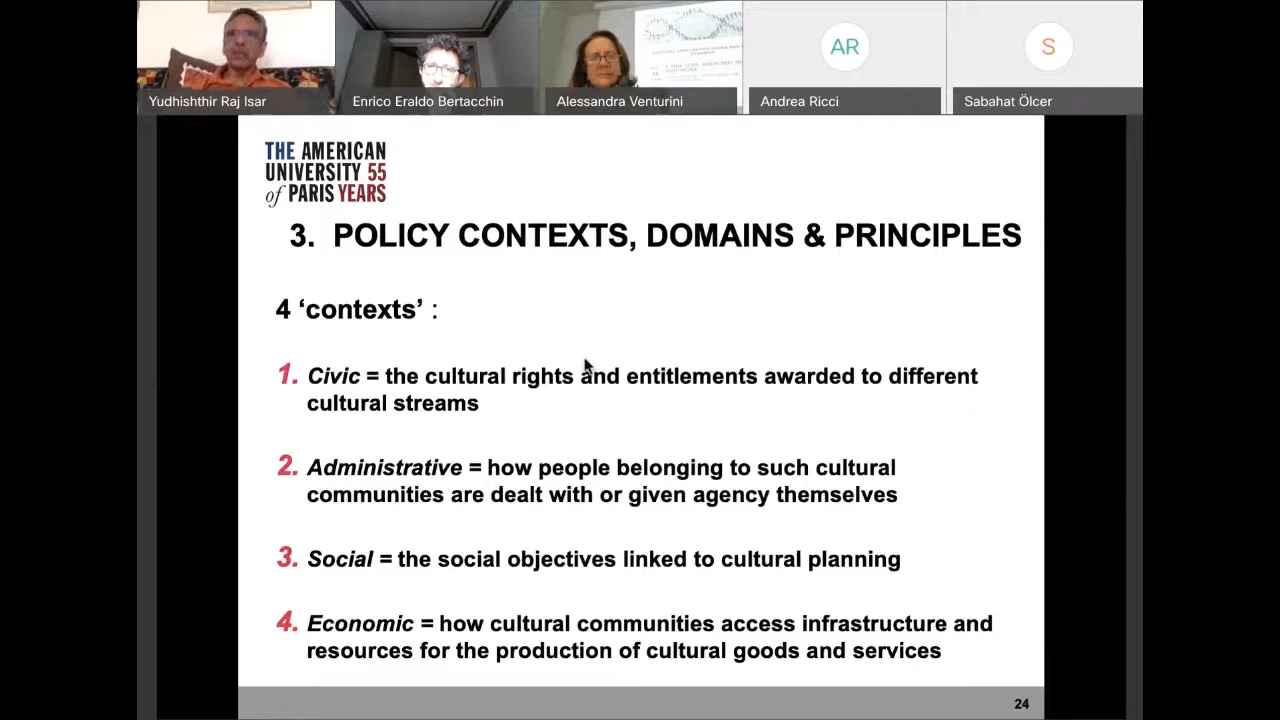 Yudhishthir Raj Isar
Enrico Eraldo Bertacchin
Alessandra Venturini
AR
Andrea Ricci
S
Sabahat Ölcer
THE AMERICAN
UNIVERSITY 55
of PARIS YEARS
3. POLICY CONTEXTS, DOMAINS & PRINCIPLES
4 ‘contexts’ :
1. Civic = the cultural rights and entitlements awarded to different
cultural streams
2. Administrative = how people belonging to such cultural
communities are dealt with or given agency themselves
3. Social = the social objectives linked to cultural planning
4. Economic = how cultural communities access infrastructure and
resources for the production of cultural goods and services
24